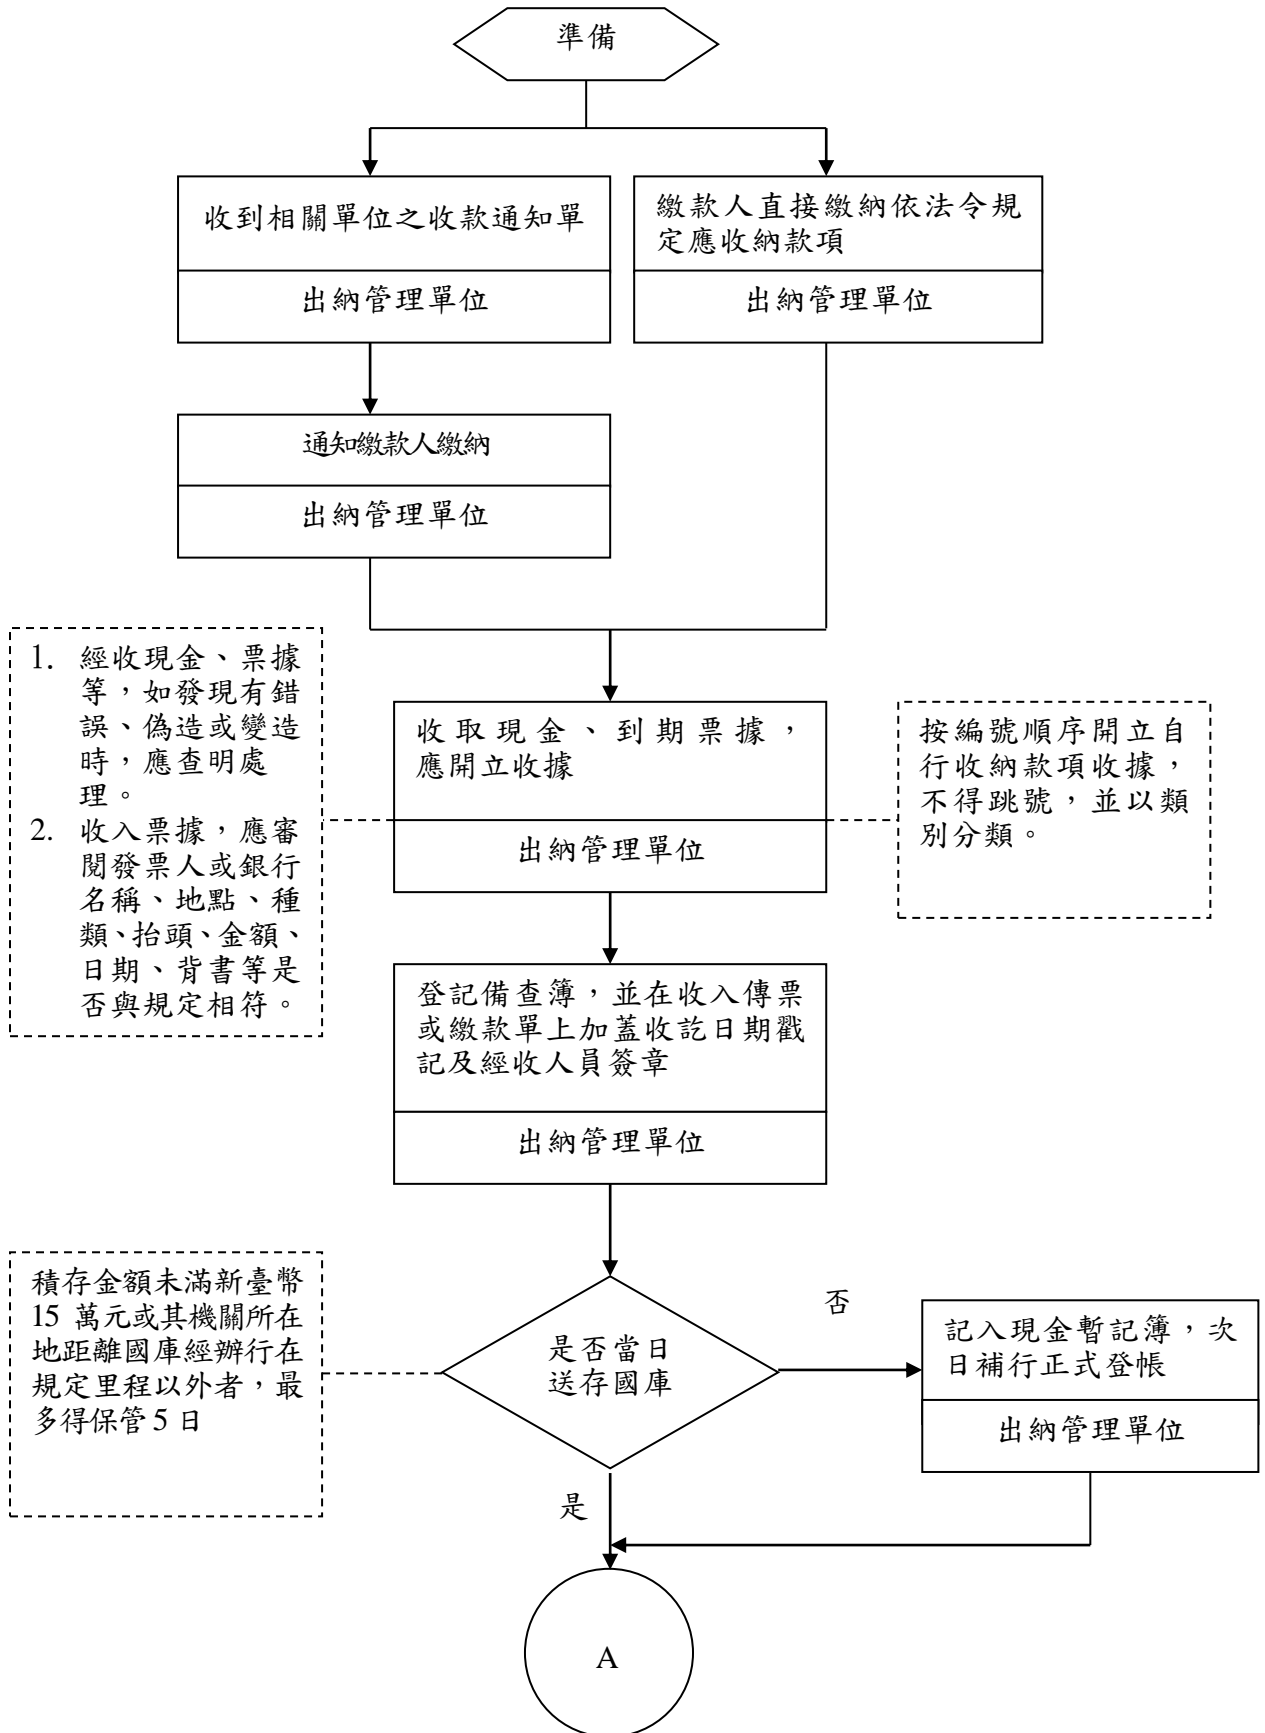 準備
收到相關單位之收款通知單
出納管理單位
繳款人直接繳納依法令規
定應收納款項
出納管理單位
通知繳款人繳納
出納管理單位
1. 經收現金、票據
等，如發現有錯
誤、偽造或變造
時，應查明處
理。
2. 收入票據，應審
閱發票人或銀行
名稱、地點、種
類、抬頭、金額、
日期、背書等是
否與規定相符。
收取現金、到期票據，
應開立收據
出納管理單位
按編號順序開立自
行收納款項收據，
不得跳號，並以類
別分類。
登記備查簿，並在收入傳票
或繳款單上加蓋收訖日期戳
記及經收人員簽章
出納管理單位
積存金額未滿新臺幣
15 萬元或其機關所在
地距離國庫經辦行在
規定里程以外者，最
多得保管 5 日
是否當日
送存國庫
否
記入現金暫記簿，次
日補行正式登帳
出納管理單位
是
A